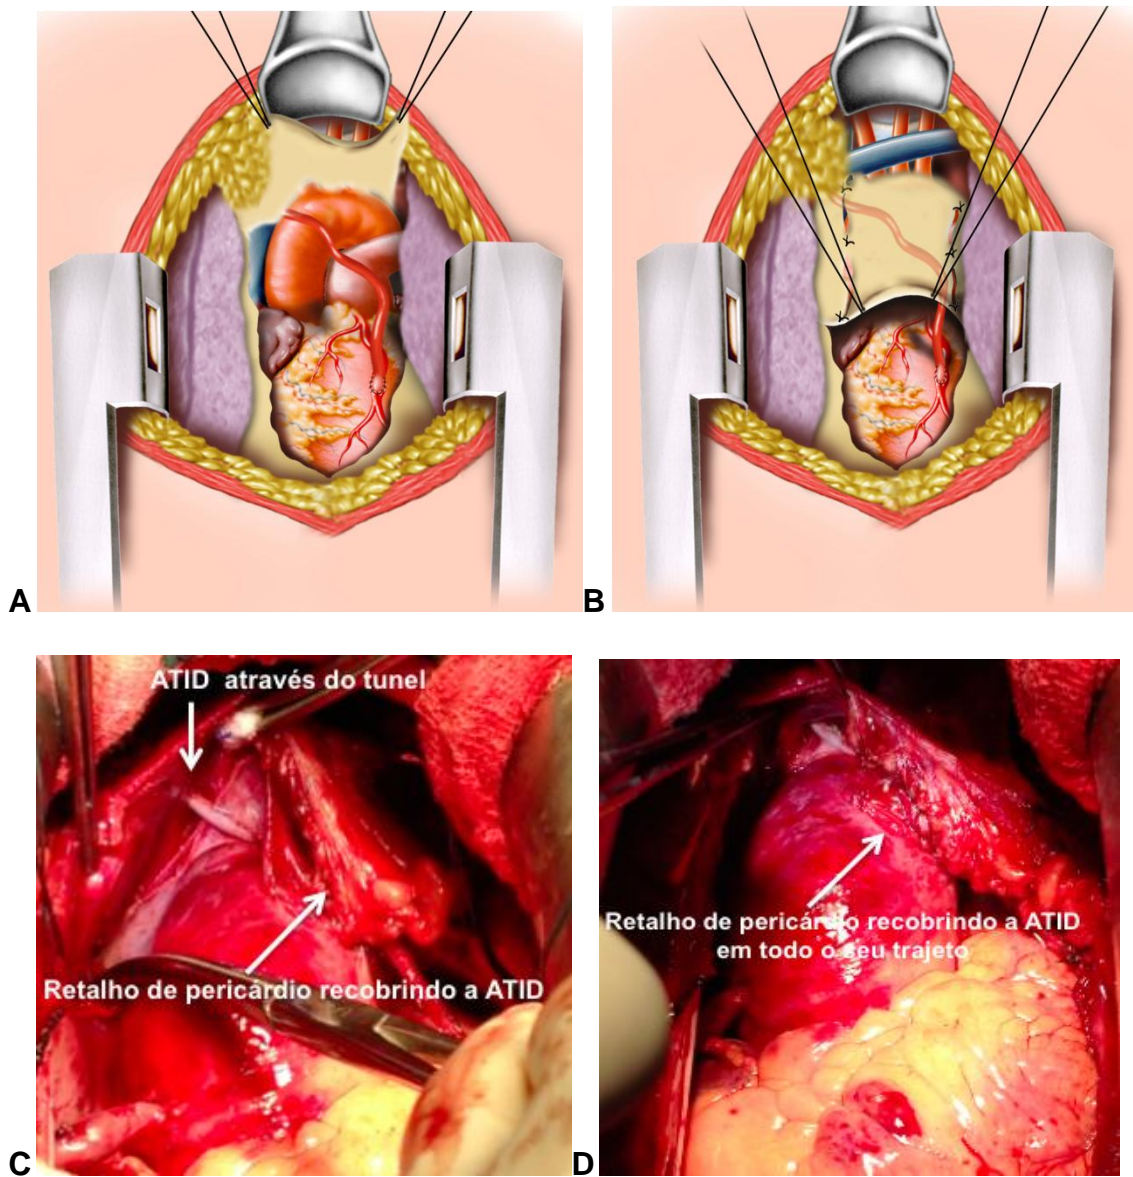 A
B
ATID através do tunel
Retalho de pericárdio recobrindo a ATID
C
Retalho de pericárdio recobrindo a ATID
em todo o seu trajeto
D